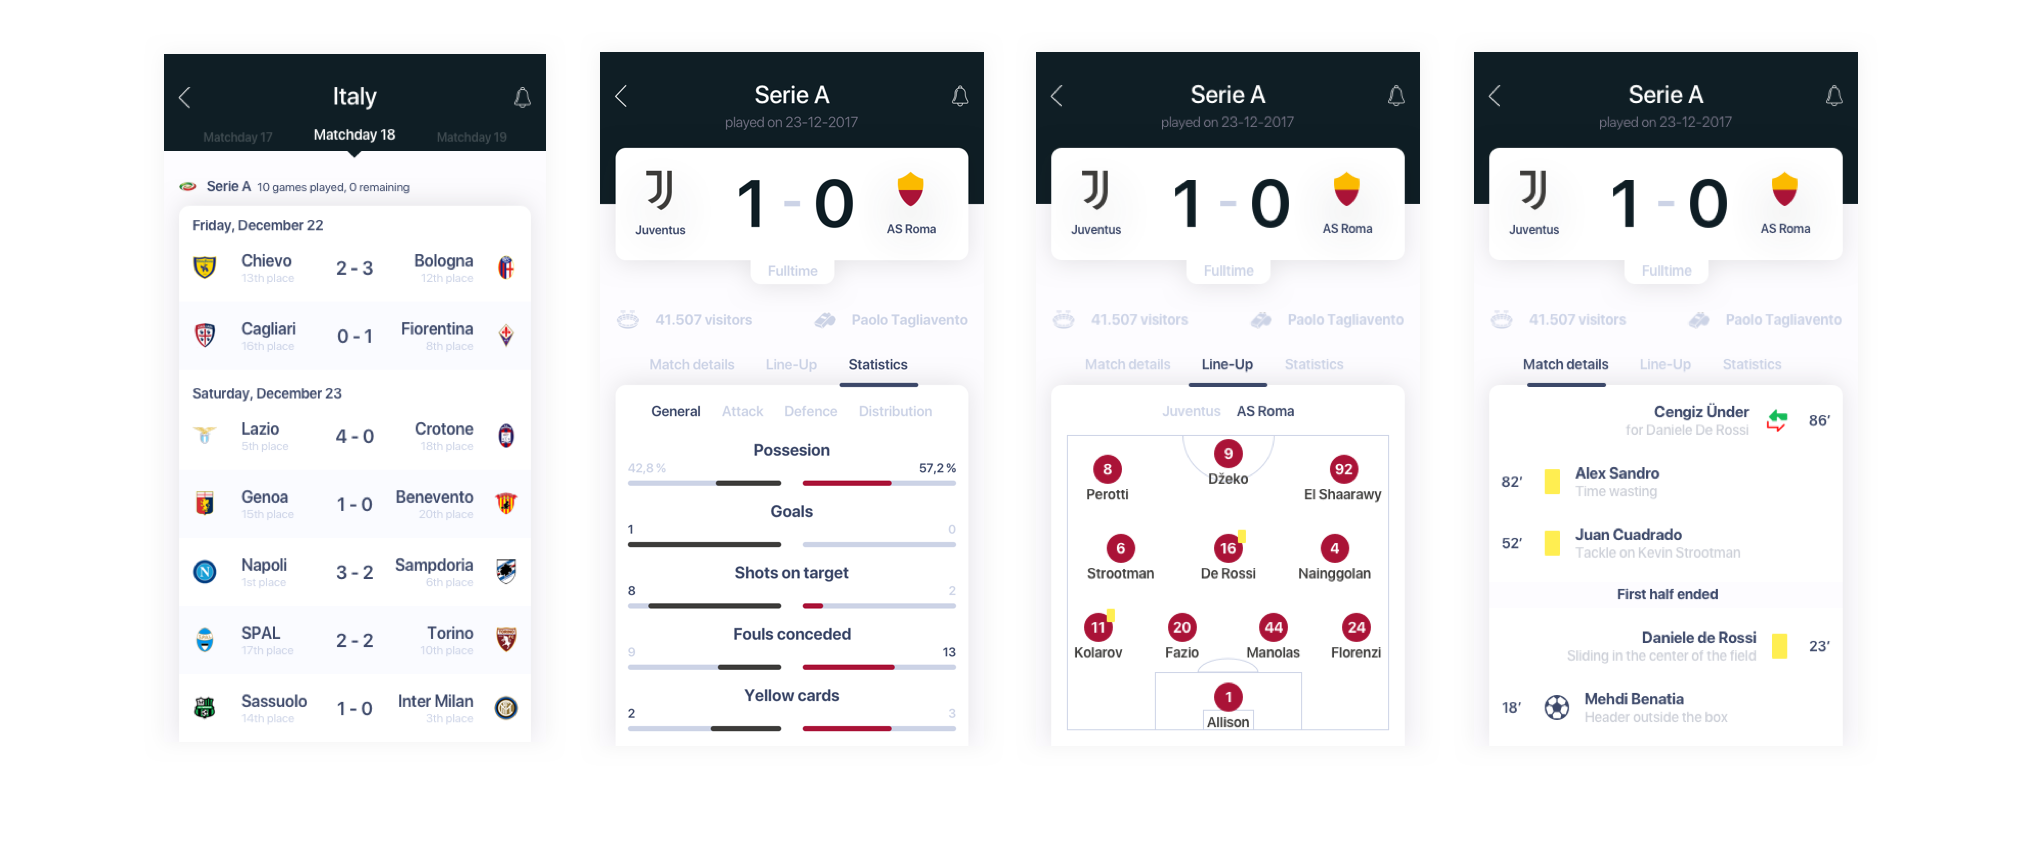 Italy
Matchday 17 Matchday 18 Matchday 19
Serie A 10 games played, 0 remaining
Friday, December 22
Chievo 2 - 3 Bologna
13th place 12th place
Cagliari 0 - 1 Fiorentina
16th place 8th place
Saturday, December 23
Lazio 4 - 0 Crotone
5th place 18th place
Genoa 1 - 0 Benevento
15th place 20th place
Napoli 3 - 2 Sampdoria
1st place 6th place
SPAL 2 - 2 Torino
17th place 10th place
Sassuolo 1 - 0 Inter Milan
14th place 3th place
Serie A
played on 23-12-2017
1 - 0
Juventus AS Roma
Fulltime
41.507 visitors Paolo Tagliavento
Match details Line-Up Statistics
General Attack Defence Distribution
Possesion
42,8 % 57,2 %
Goals
1 0
Shots on target
8 2
Fouls conceded
9 13
Yellow cards
2 3
Serie A
played on 23-12-2017
1 - 0
Juventus AS Roma
Fulltime
41.507 visitors Paolo Tagliavento
Match details Line-Up Statistics
Juventus AS Roma
8 9 92
Perotti Džeko El Shaarawy
6 16 4
Strootman De Rossi Nainggolan
11 20 44 24
Kolarov Fazio Manolas Florenzi
1
Allison
Serie A
played on 23-12-2017
1 - 0
Juventus AS Roma
Fulltime
41.507 visitors Paolo Tagliavento
Match details Line-Up Statistics
Cengiz Ünder 86'
for Daniele De Rossi
82' Alex Sandro
Time wasting
52' Juan Cuadrado
Tackle on Kevin Strootman
First half ended
Daniele de Rossi 23'
Sliding in the center of the field
18' Mehdi Benatia
Header outside the box